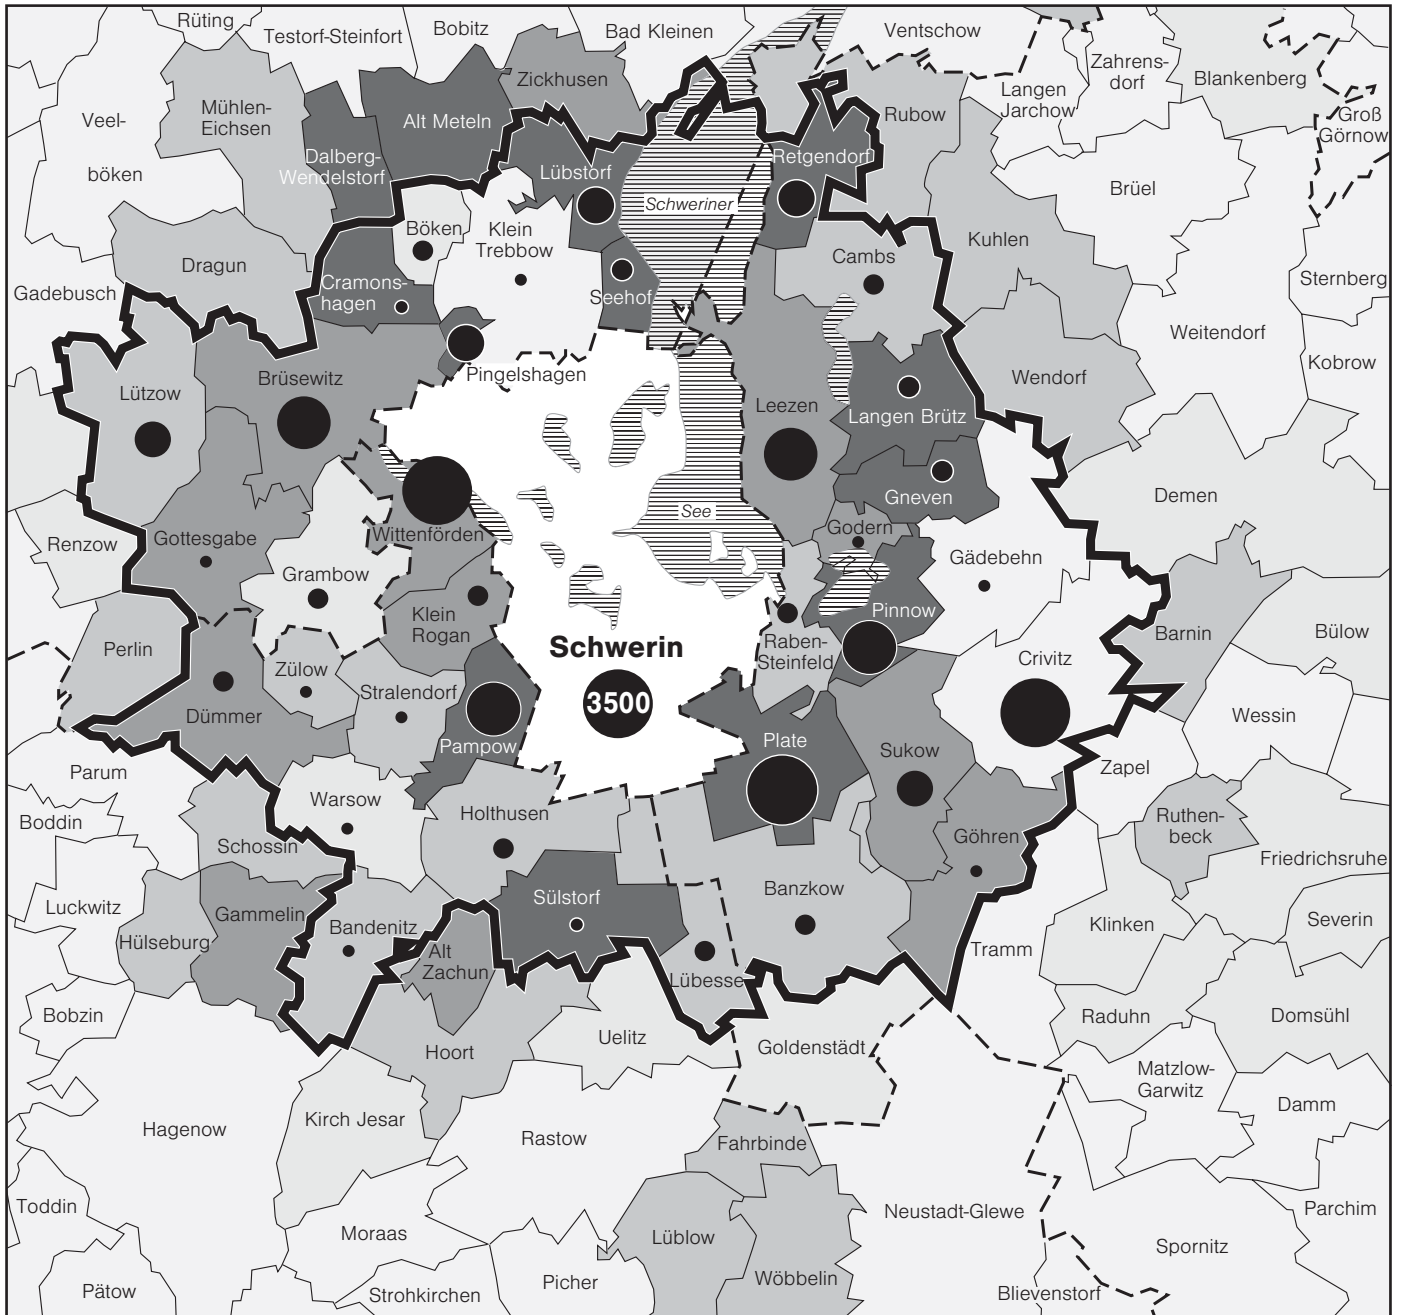 Rüting
Testorf-Steinfort
Bobitz
Bad Kleinen
Ventschow
Zahrens-
dorf
Blankenberg
Langen
Jarchow
Groß
Görnow
Zickhusen
Mühlen-
Eichsen
Veel-
böken
Alt Meteln
Rubow
Dalberg-
Wendelstorf
Lübstorf
Retgendorf
Brüel
Schweriner
Böken
Klein
Trebbow
Kuhlen
Cambs
Dragun
Gadebusch
Cramons-
hagen
Seehof
Sternberg
Weitendorf
Kobrow
Pingelshagen
Brüsewitz
Lützow
Wendorf
Leezen
Langen Brütz
Gneven
Demen
See
Godern
Wittenförden
Gottesgabe
Renzow
Gädebehn
Grambow
Pinnow
Klein
Rogan
Raben-
Steinfeld
Schwerin
3500
Perlin
Barnin
Bülow
Crivitz
Zülow
Stralendorf
Dümmer
Pampow
Plate
Sukow
Wessin
Parum
Zapel
Warsow
Holthusen
Boddin
Schossin
Göhren
Ruthen-
beck
Friedrichsruhe
Banzkow
Sülstorf
Luckwitz
Gammelin
Bandenitz
Hülseburg
Klinken
Severin
Alt
Zachun
Tramm
Lübesse
Bobzin
Raduhn
Domsühl
Uelitz
Hoort
Goldenstädt
Matzlow-
Garwitz
Damm
Hagenow
Kirch Jesar
Rastow
Fahrbinde
Toddin
Moraas
Lüblow
Neustadt-Glewe
Parchim
Spornitz
Pätow
Strohkirchen
Picher
Wöbbelin
Blievenstorf